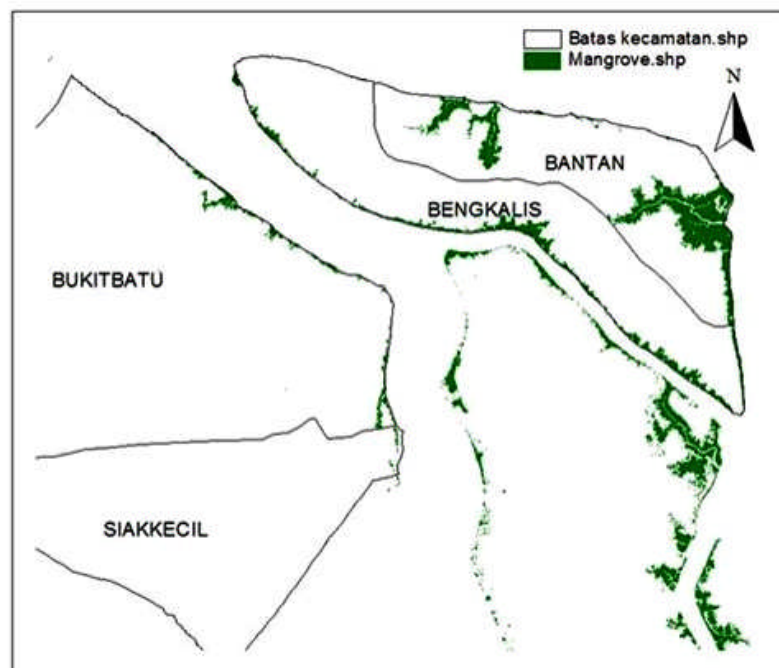 Batas kecamatan.shp
Mangrove.shp
N
BANTAN
BENGKALIS
BUKITBATU
SIAKKECIL